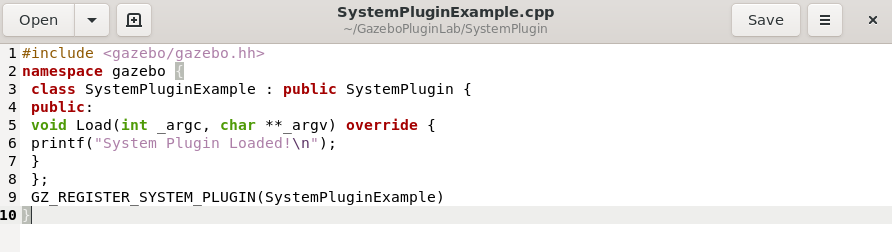 Open
SystemPluginExample.cpp
~/GazeboPluginLab/SystemPlugin
Save
1 #include <gazebo/gazebo.hh>
2 namespace gazebo {
3  class SystemPluginExample : public SystemPlugin {
4  public:
5  void Load(int _argc, char **_argv) override {
6  printf("System Plugin Loaded!\n");
7  }
8  };
9  GZ_REGISTER_SYSTEM_PLUGIN(SystemPluginExample)
10 }